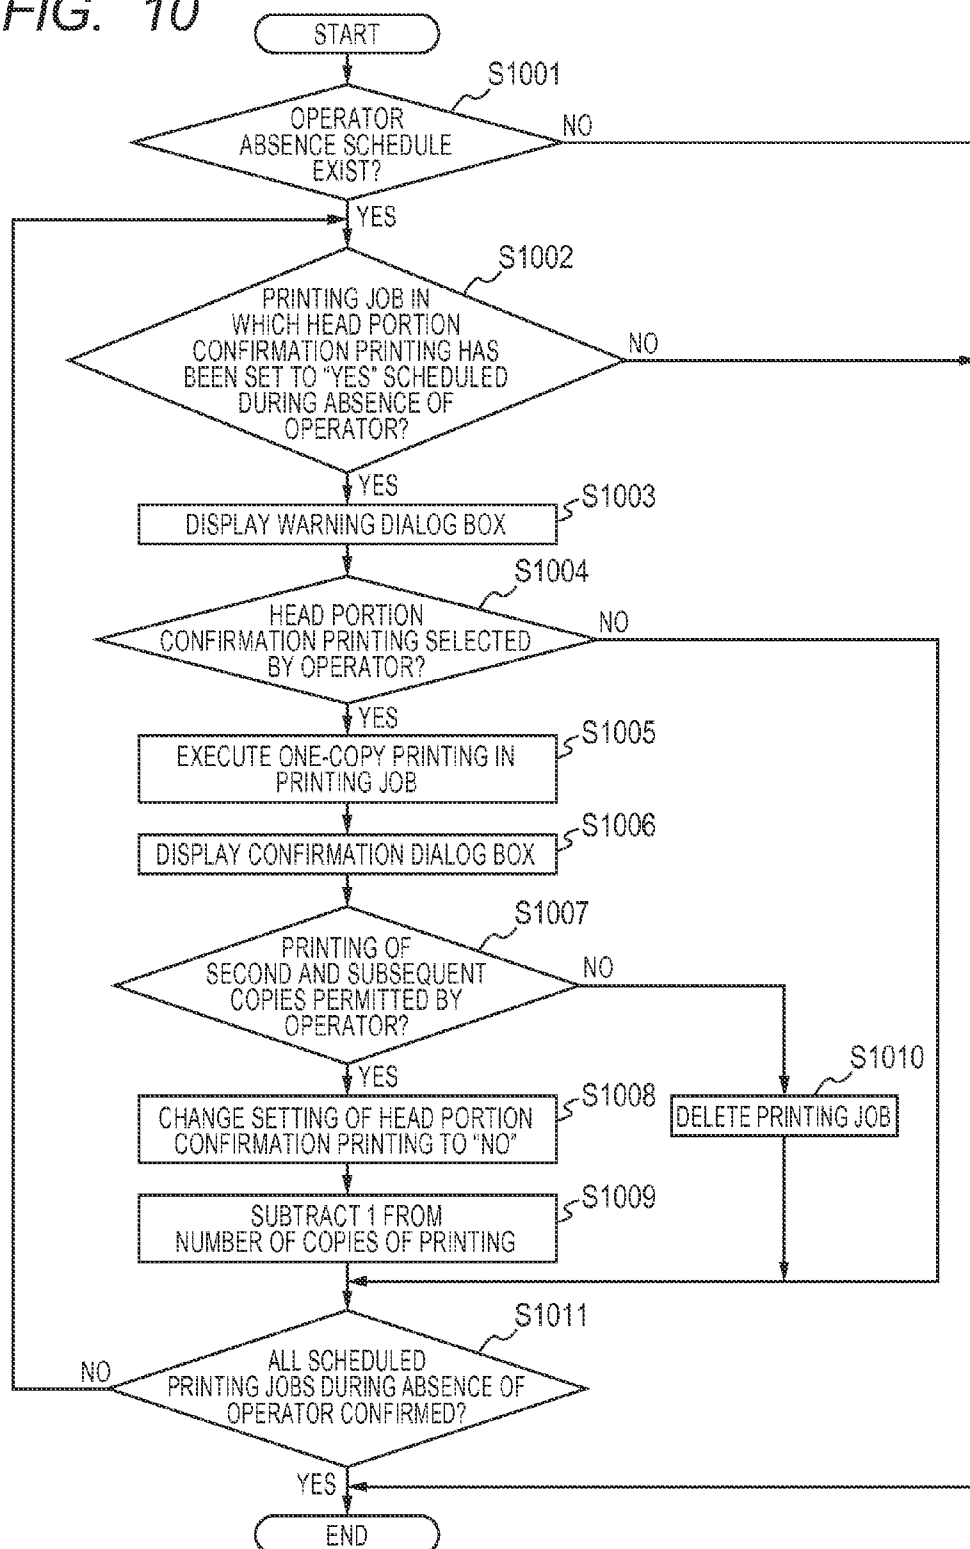 FIG. 10
START
S1001
OPERATOR
ABSENCE SCHEDULE
EXIST?
NO
YES
S1002
PRINTING JOB IN
WHICH HEAD PORTION
CONFIRMATION PRINTING HAS
BEEN SET TO “YES” SCHEDULED
DURING ABSENCE OF
OPERATOR?
NO
YES
S1003
DISPLAY WARNING DIALOG BOX
S1004
HEAD PORTION
CONFIRMATION PRINTING SELECTED
BY OPERATOR?
NO
YES
S1005
EXECUTE ONE-COPY PRINTING IN
PRINTING JOB
S1006
DISPLAY CONFIRMATION DIALOG BOX
S1007
PRINTING OF
SECOND AND SUBSEQUENT
COPIES PERMITTED BY
OPERATOR?
NO
YES
S1010
DELETE PRINTING JOB
S1008
CHANGE SETTING OF HEAD PORTION
CONFIRMATION PRINTING TO “NO”
S1009
SUBTRACT 1 FROM
NUMBER OF COPIES OF PRINTING
S1011
ALL SCHEDULED
PRINTING JOBS DURING ABSENCE OF
OPERATOR CONFIRMED?
NO
YES
END